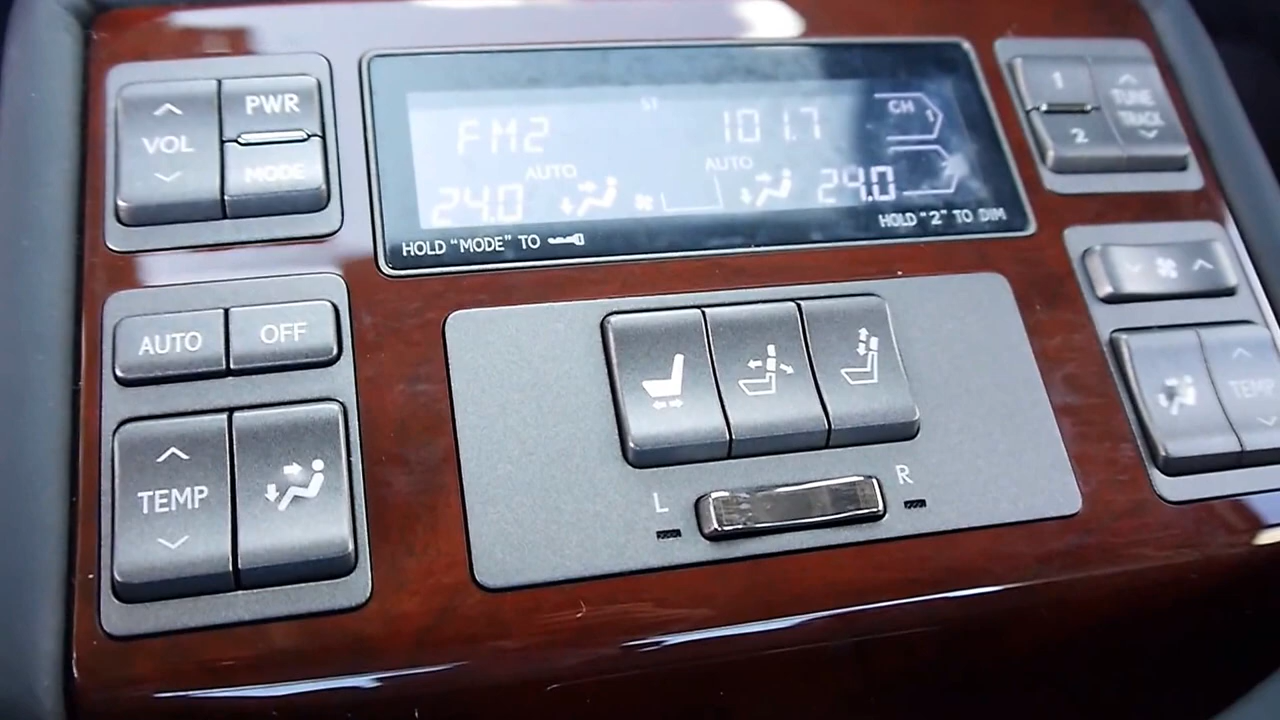 VOL
PWR
MODE
ST
FM2
101.7
CH
1
AUTO
AUTO
24.0
24.0
HOLD "MODE" TO
HOLD "2" TO DIM
1
2
TUNE
TRACK
AUTO
OFF
TEMP
L
R
TEMP